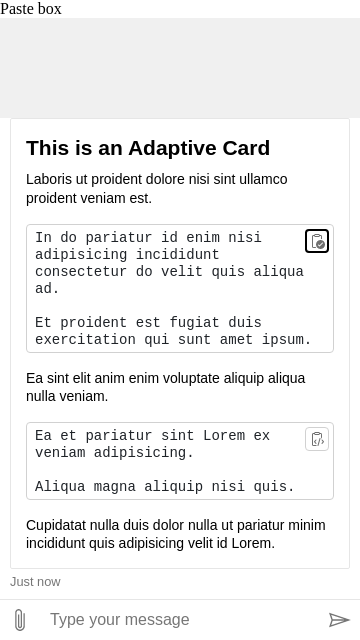 Paste box
This is an Adaptive Card
Laboris ut proident dolore nisi sint ullamco
proident veniam est.
In do pariatur id enim nisi
adipisicing incididunt
consectetur do velit quis aliqua
ad.
Et proident est fugiat duis
exercitation qui sunt amet ipsum.
Ea sint elit anim enim voluptate aliquip aliqua
nulla veniam.
Ea et pariatur sint Lorem ex
veniam adipisicing.
Aliqua magna aliquip nisi quis.
Cupidatat nulla duis dolor nulla ut pariatur minim
incididunt quis adipisicing velit id Lorem.
Just now
Type your message